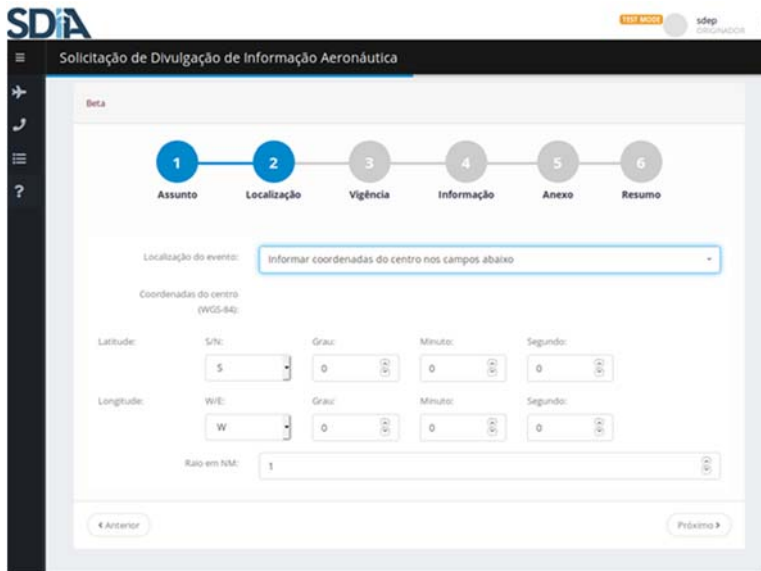 SDIA
TEST MODE
sdep
ORIGINADOR
Solicitação de Divulgação de Informação Aeronáutica
Beta
1 2 3 4 5 6
Assunto Localização Vigência Informação Anexo Resumo
Localização do evento: Informar coordenadas do centro nos campos abaixo
Coordenadas do centro
(WGS-84):
Latitude: S/N: Grau: Minuto: Segundo:
S 0 0 0
Longitude: W/E: Grau: Minuto: Segundo:
W 0 0 0
Raio em NM: 1
Anterior Próximo